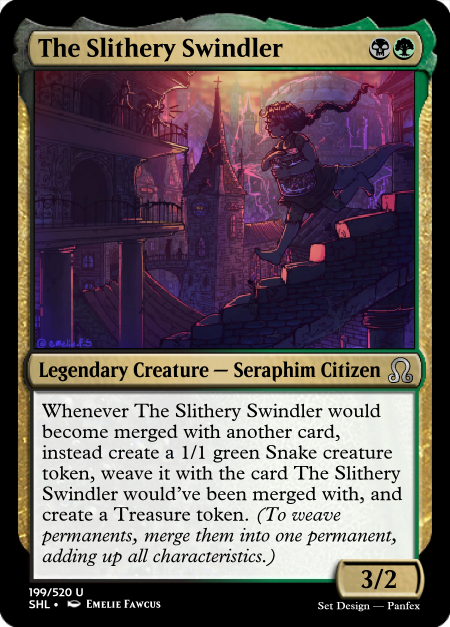 The Slithery Swindler
Legendary Creature — Seraphim Citizen
Whenever The Slithery Swindler would
become merged with another card,
instead create a 1/1 green Snake creature
token, weave it with the card The Slithery
Swindler would've been merged with, and
create a Treasure token. (To weave
permanents, merge them into one permanent,
adding up all characteristics.)
3/2
199/520 U
SHL • Emelie Fawcus
Set Design — Panfex